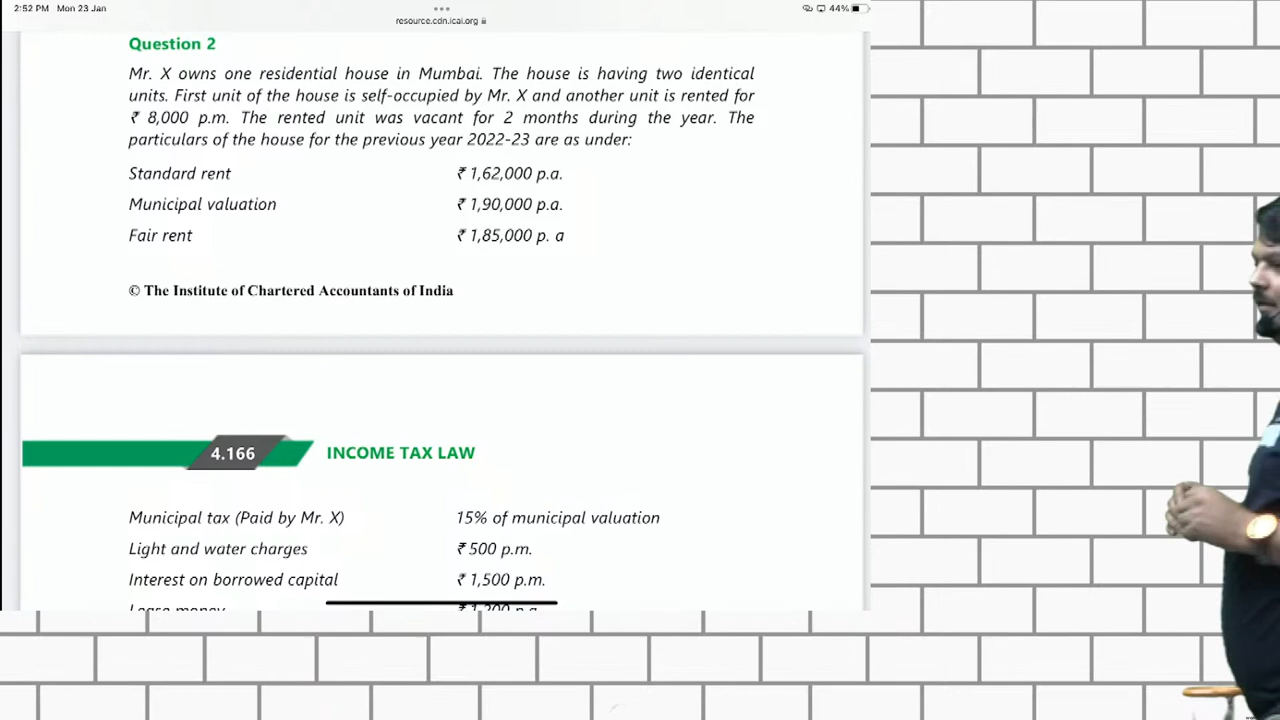 2:52 PM Mon 23 Jan
44%
resource.cdn.icai.org
Question 2
Mr. X owns one residential house in Mumbai. The house is having two identical
units. First unit of the house is self-occupied by Mr. X and another unit is rented for
₹ 8,000 p.m. The rented unit was vacant for 2 months during the year. The
particulars of the house for the previous year 2022-23 are as under:
Standard rent ₹ 1,62,000 p.a.
Municipal valuation ₹ 1,90,000 p.a.
Fair rent ₹ 1,85,000 p. a
© The Institute of Chartered Accountants of India
4.166 INCOME TAX LAW
Municipal tax (Paid by Mr. X) 15% of municipal valuation
Light and water charges ₹ 500 p.m.
Interest on borrowed capital ₹ 1,500 p.m.
Lease money ₹ 1,200 p.a.